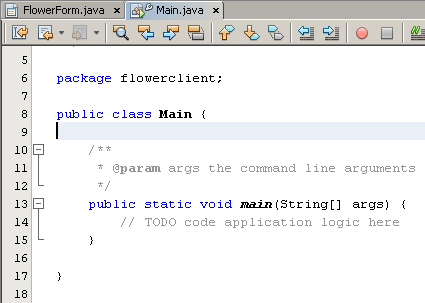 FlowerForm.java
Main.java
5
6 package flowerclient;
7
8 public class Main {
9
10 /**
11 * @param args the command line arguments
12 */
13 public static void main(String[] args) {
14 // TODO code application logic here
15 }
16
17 }
18